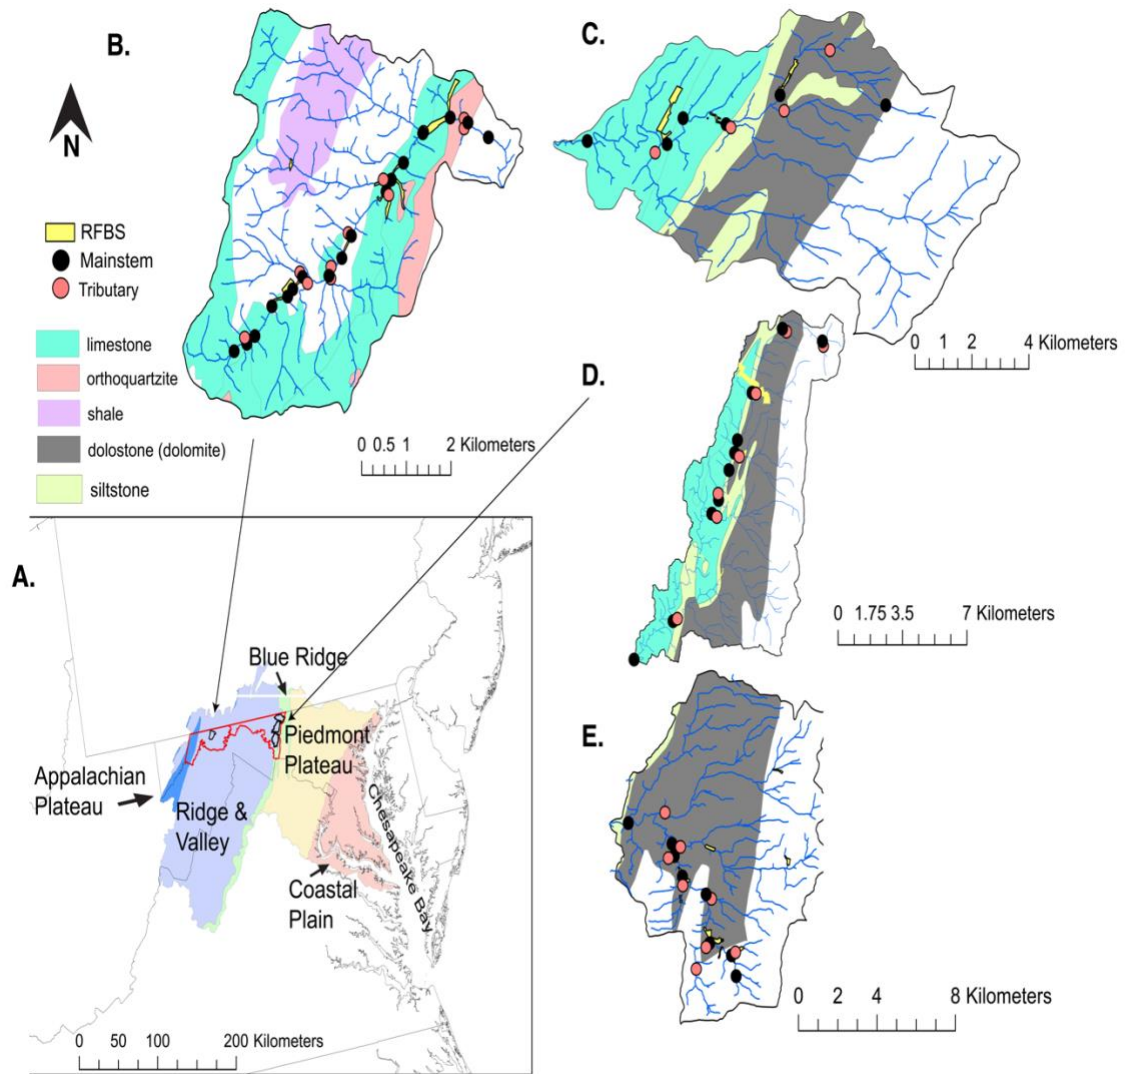 B.
C.
N
RFBS
Mainstem
Tributary
limestone
orthoquartzite
shale
dolostone (dolomite)
siltstone
0 0.5 1 2 Kilometers
0 1 2 4 Kilometers
D.
0 1.75 3.5 7 Kilometers
A.
Blue Ridge
Piedmont
Plateau
Appalachian
Plateau
Ridge &
Valley
Chesapeake Bay
Coastal
Plain
0 50 100 200 Kilometers
E.
0 2 4 8 Kilometers